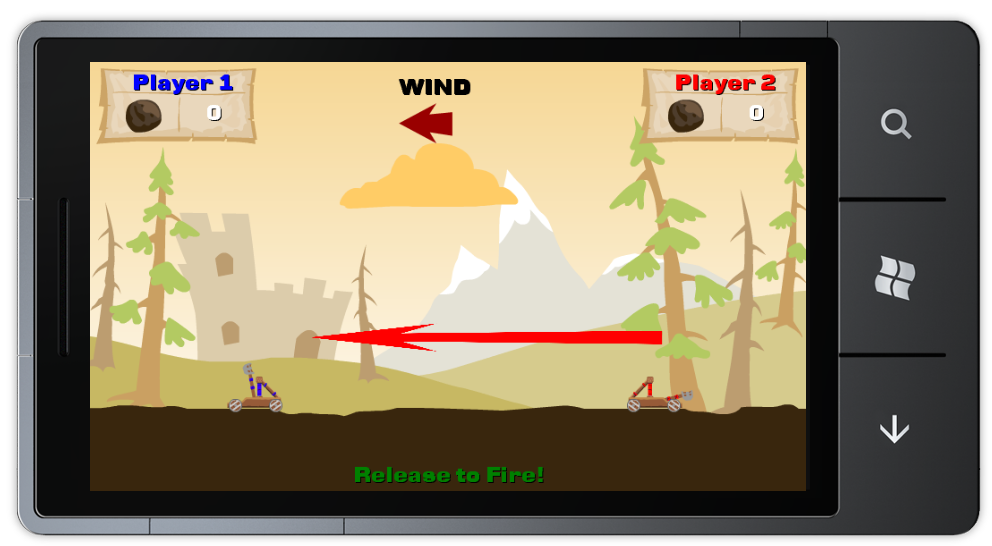 Player 1
WIND
Player 2
0
0
Release to Fire!